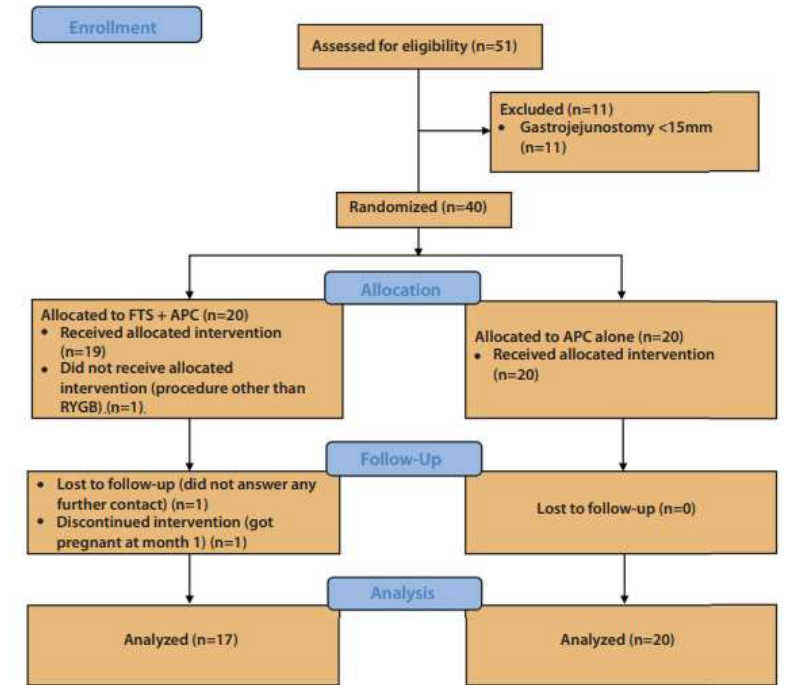 Enrollment
Assessed for eligibility (n=51)
Excluded (n=11)
• Gastrojejunostomy <15mm
(n=11)
Randomized (n=40)
Allocation
Allocated to FTS + APC (n=20)
• Received allocated intervention
(n=19)
• Did not receive allocated
intervention (procedure other than
RYGB).(n=1).
Allocated to APC alone (n=20)
• Received allocated intervention
(n=20)
Follow-Up
• Lost to follow-up (did not answer any
further contact) (n=1)
• Discontinued intervention (got
pregnant at month 1) (n=1)
Lost to follow-up (n=0)
Analysis
Analyzed (n=17)
Analyzed (n=20)